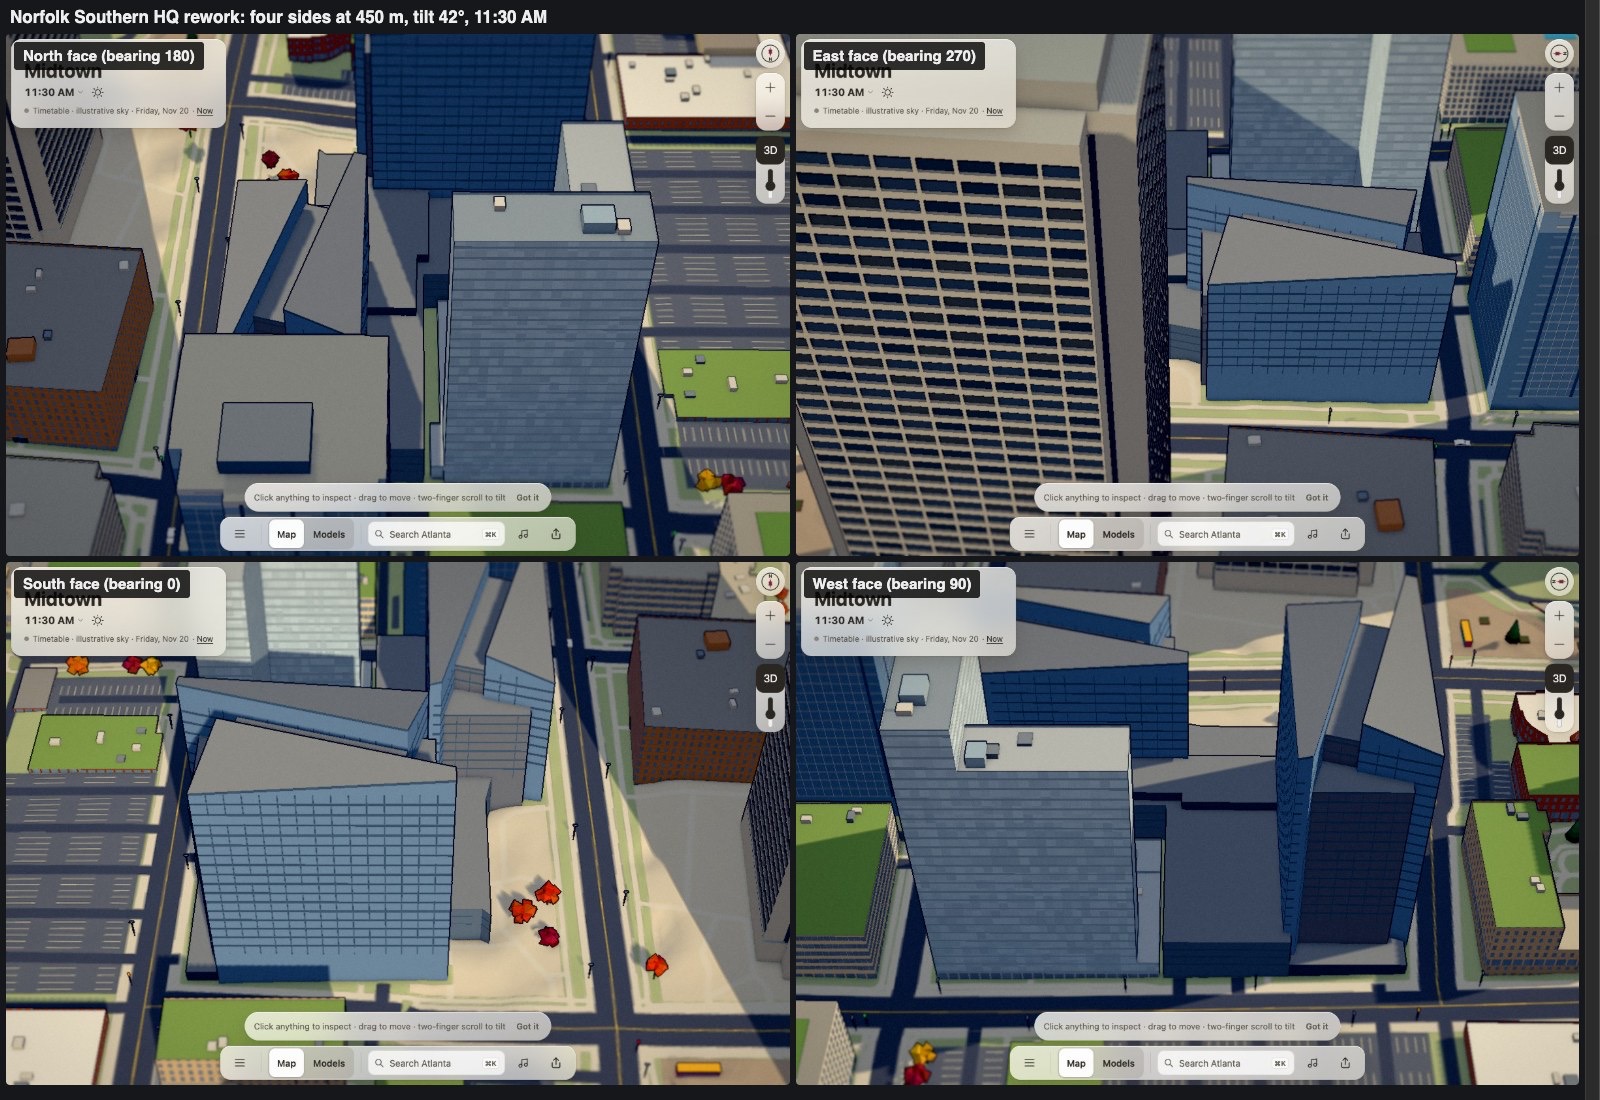 Norfolk Southern HQ rework: four sides at 450 m, tilt 42°, 11:30 AM
North face (bearing 180)
Midtown
11:30 AM
Timetable · illustrative sky · Friday, Nov 20 · Now
+
−
3D
Click anything to inspect · drag to move · two-finger scroll to tilt Got it
Map Models Search Atlanta ⌘K
East face (bearing 270)
Midtown
11:30 AM
Timetable · illustrative sky · Friday, Nov 20 · Now
+
−
3D
Click anything to inspect · drag to move · two-finger scroll to tilt Got it
Map Models Search Atlanta ⌘K
South face (bearing 0)
Midtown
11:30 AM
Timetable · illustrative sky · Friday, Nov 20 · Now
+
−
3D
Click anything to inspect · drag to move · two-finger scroll to tilt Got it
Map Models Search Atlanta ⌘K
West face (bearing 90)
Midtown
11:30 AM
Timetable · illustrative sky · Friday, Nov 20 · Now
+
−
3D
Click anything to inspect · drag to move · two-finger scroll to tilt Got it
Map Models Search Atlanta ⌘K